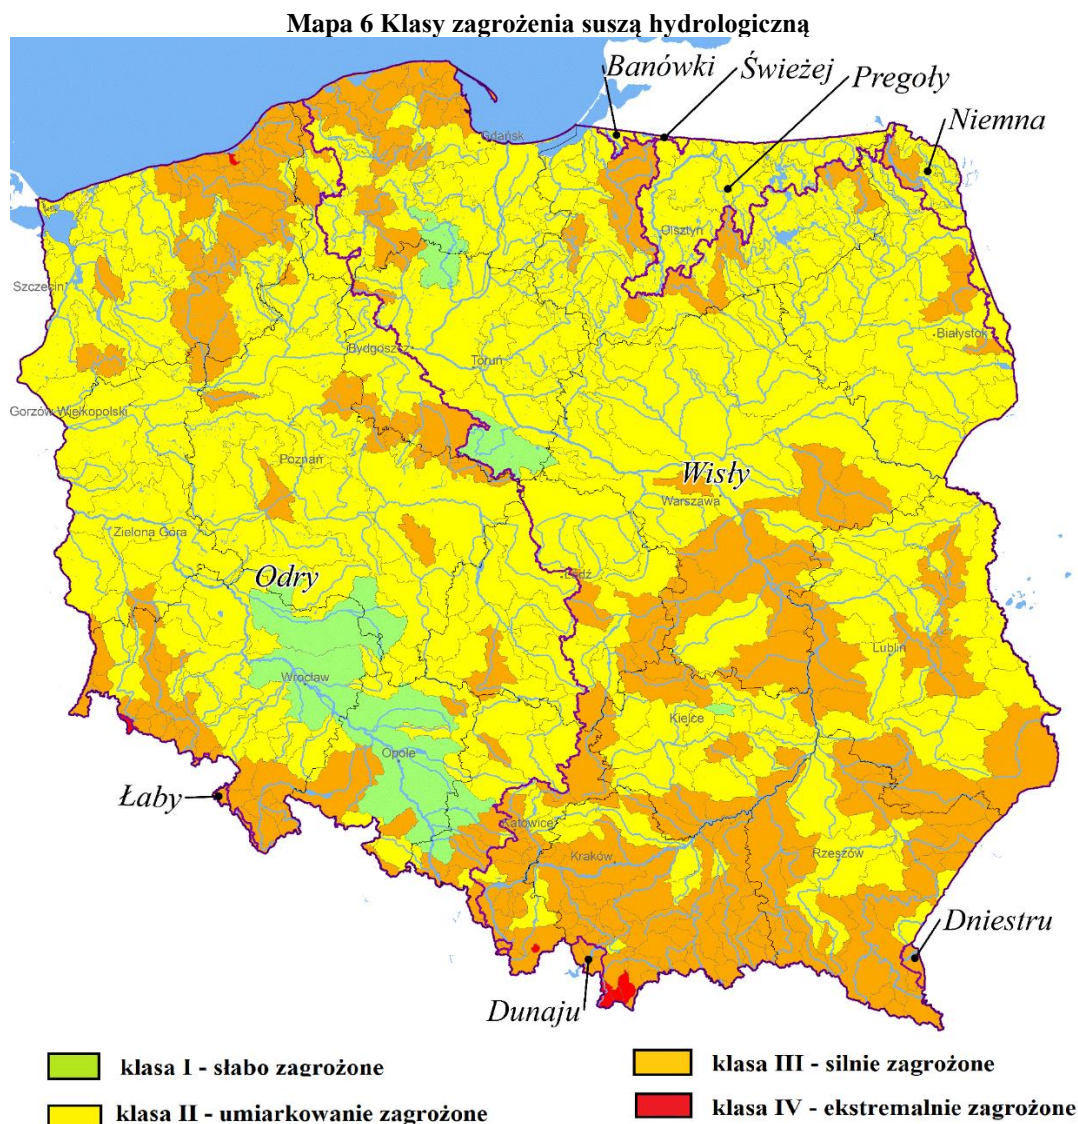 Mapa 6 Klasy zagrożenia suszą hydrologiczną
Banówki
Świeżej
Pregoły
Niemna
Gdańsk
Olsztyn
Szczecin
Białystok
Bydgoszcz
Toruń
Gorzów Wielkopolski
Poznań
Wisły
Warszawa
Zielona Góra
Odry
Łódź
Lublin
Wrocław
Kielce
Opole
Łaby
Katowice
Kraków
Rzeszów
Dniestru
Dunaju
klasa I - słabo zagrożone
klasa III - silnie zagrożone
klasa II - umiarkowanie zagrożone
klasa IV - ekstremalnie zagrożone